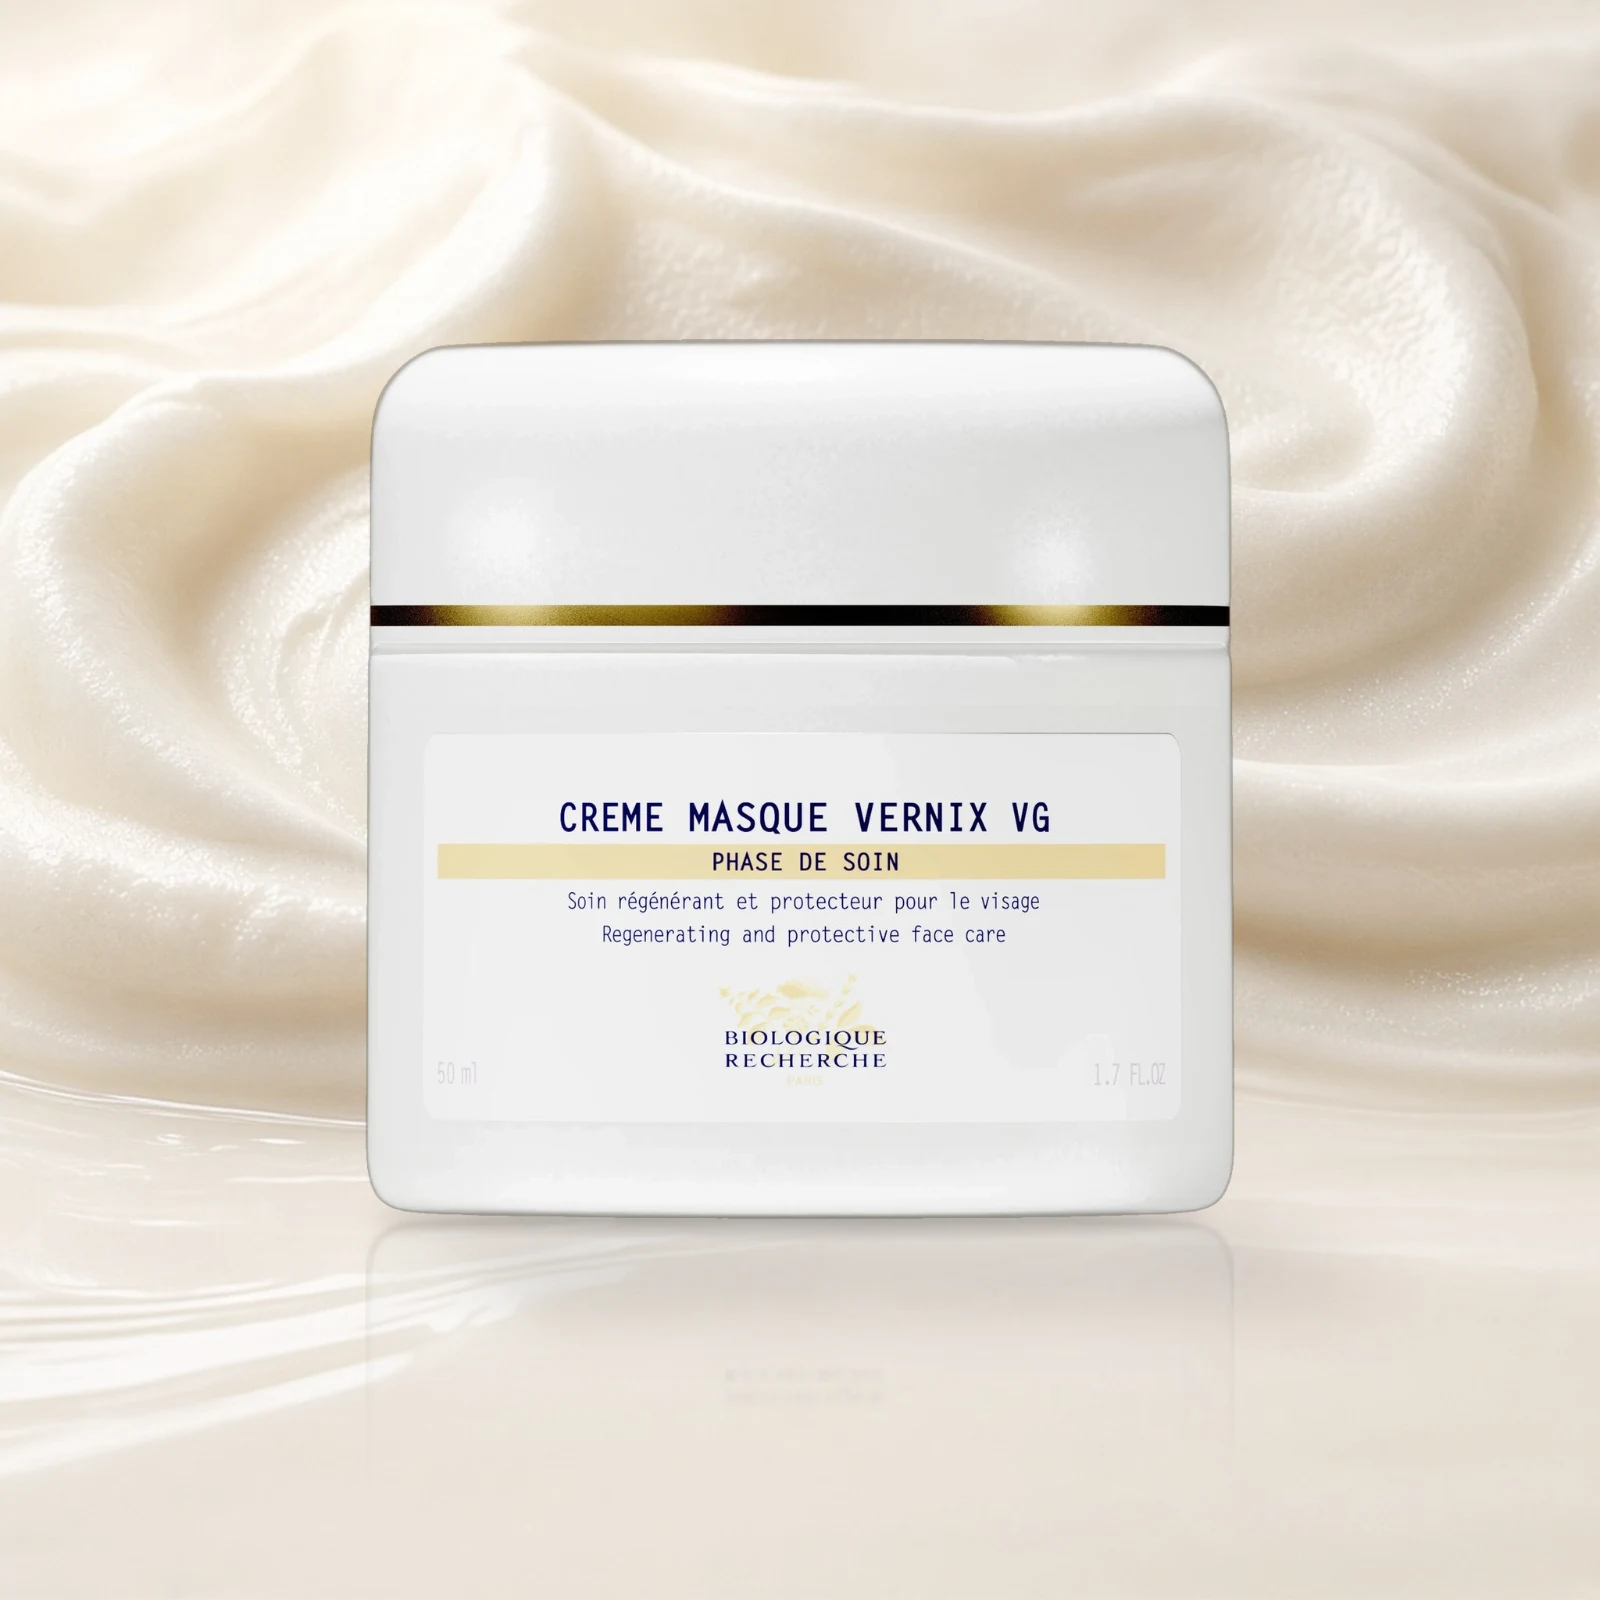 CREME MASQUE VERNIX VG
PHASE DE SOIN
Soin régénérant et protecteur pour le visage
Regenerating and protective face care
BIOLOGIQUE
RECHERCHE
PARIS
50 ml
1.7 FL.OZ